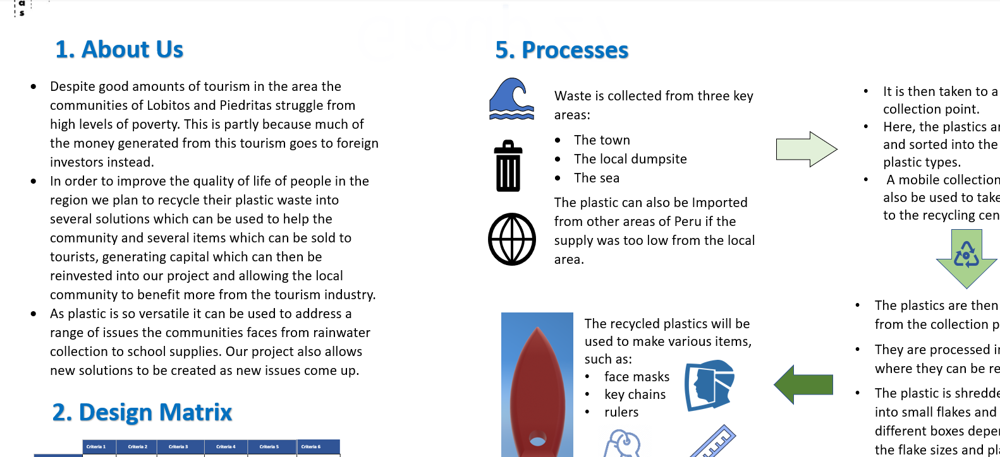 a
s
1. About Us
• Despite good amounts of tourism in the area the
communities of Lobitos and Piedritas struggle from
high levels of poverty. This is partly because much of
the money generated from this tourism goes to foreign
investors instead.
• In order to improve the quality of life of people in the
region we plan to recycle their plastic waste into
several solutions which can be used to help the
community and several items which can be sold to
tourists, generating capital which can then be
reinvested into our project and allowing the local
community to benefit more from the tourism industry.
• As plastic is so versatile it can be used to address a
range of issues the communities faces from rainwater
collection to school supplies. Our project also allows
new solutions to be created as new issues come up.
2. Design Matrix
Criteria 1 Criteria 2 Criteria 3 Criteria 4 Criteria 5 Criteria 6
5. Processes
Waste is collected from three key
areas:
• The town
• The local dumpsite
• The sea
The plastic can also be Imported
from other areas of Peru if the
supply was too low from the local
area.
• It is then taken to a
collection point.
• Here, the plastics
and sorted into the
plastic types.
• A mobile collection
also be used to take
to the recycling
• The plastics are then
from the collection
• They are processed
where they can be
• The plastic is
into small flakes and
different boxes
the flake sizes and
The recycled plastics will be
used to make various items,
such as:
• face masks
• key chains
• rulers